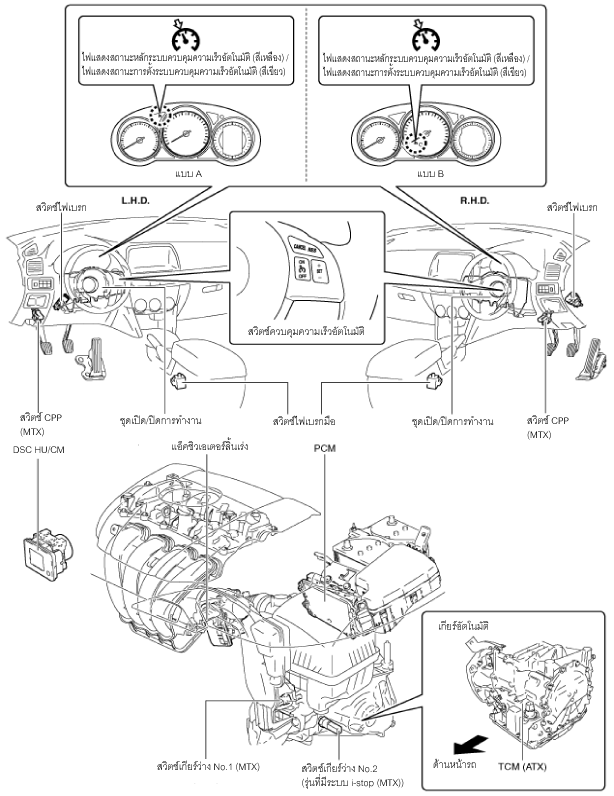 ไฟแสดงสถานะหลักระบบควบคุมความเร็วอัตโนมัติ (สีเหลือง) /
ไฟแสดงสถานะการตั้งระบบควบคุมความเร็วอัตโนมัติ (สีเขียว)
ไฟแสดงสถานะหลักระบบควบคุมความเร็วอัตโนมัติ (สีเหลือง) /
ไฟแสดงสถานะการตั้งระบบควบคุมความเร็วอัตโนมัติ (สีเขียว)
แบบ A
แบบ B
L.H.D.
R.H.D.
สวิตช์ไฟเบรก
สวิตช์ไฟเบรก
CANCEL
ON
OFF
+
SET
-
สวิตช์ควบคุมความเร็วอัตโนมัติ
สวิตช์ CPP
(MTX)
ชุดเปิด/ปิดการทำงาน
สวิตช์ไฟเบรกมือ
ชุดเปิด/ปิดการทำงาน
สวิตช์ CPP
(MTX)
DSC HU/CM
แอ็คชิวเอเตอร์ลิ้นเร่ง
PCM
เกียร์อัตโนมัติ
ด้านหน้ารถ
TCM (ATX)
สวิตช์เกียร์ว่าง No.1 (MTX)
สวิตช์เกียร์ว่าง No.2
(รุ่นที่มีระบบ i-stop (MTX))